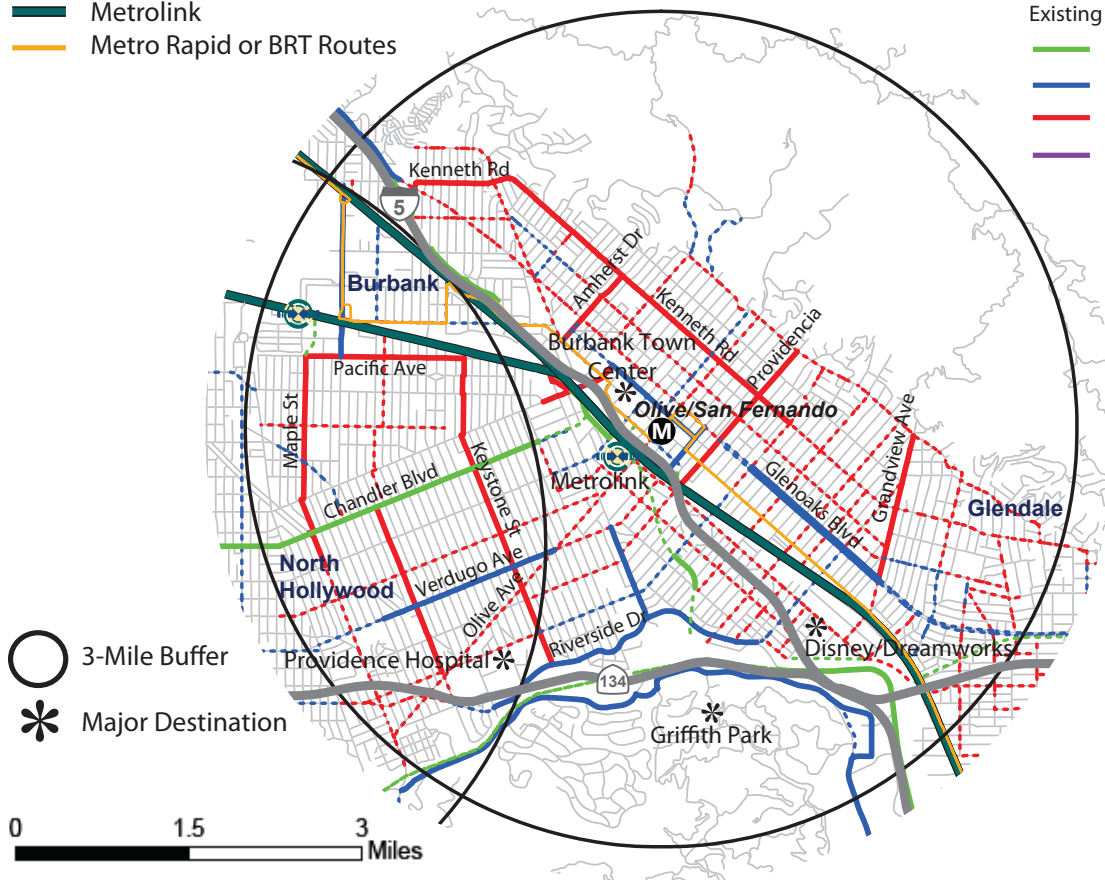 Metrolink
Metro Rapid or BRT Routes
Existing
Kenneth Rd
5
Amherst Dr
Burbank
Kenneth Rd
Providencia
Burbank Town
Center
Pacific Ave
Olive/San Fernando
M
Maple St
Grandview Ave
Keystone St
Metrolink
Chandler Blvd
Glenoaks Blvd
Glendale
North
Hollywood
Verdugo Ave
Olive Ave
Riverside Dr
3-Mile Buffer
Providence Hospital
Disney/Dreamworks
134
Major Destination
Griffith Park
0 1.5 3
Miles